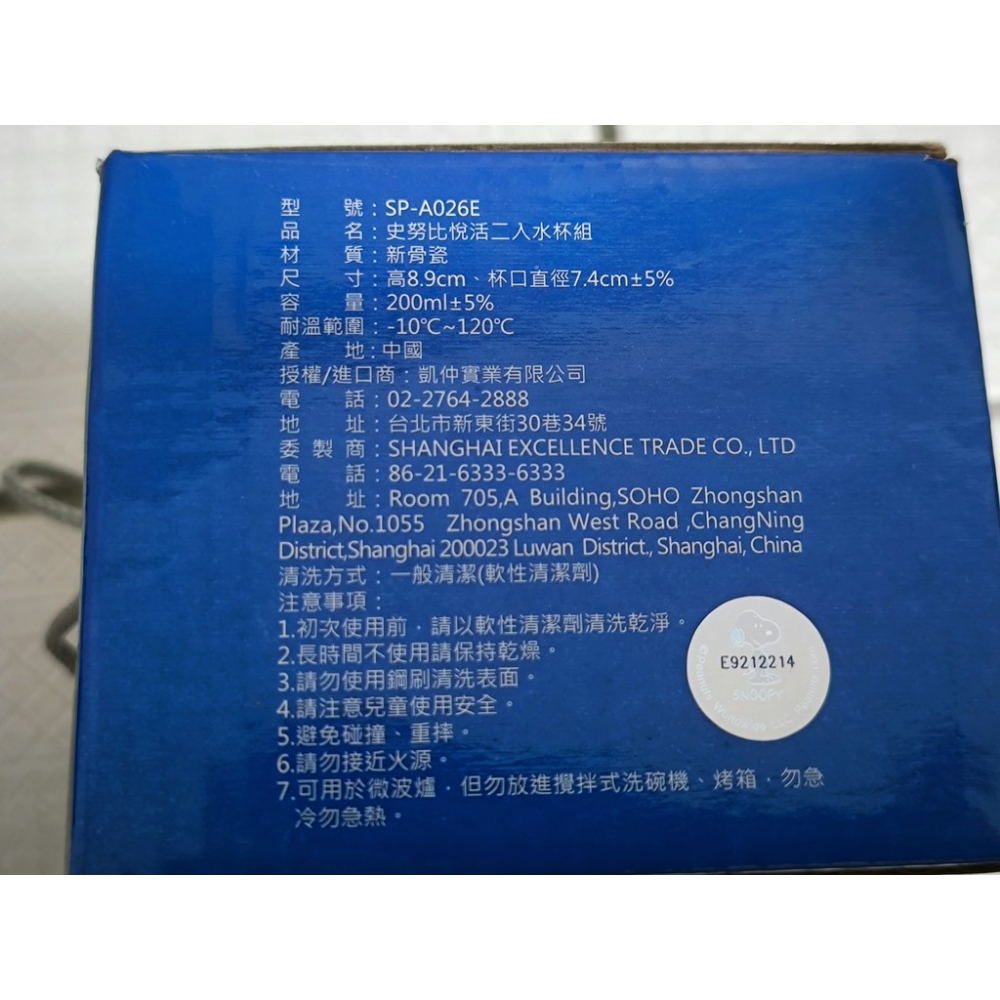 型 號：SP-A026E
品 名：史努比悅活二入水杯組
材 質：新骨瓷
尺 寸：高8.9cm、杯口直徑7.4cm±5%
容 量：200ml±5%
耐溫範圍：-10℃~120℃
產 地：中國
授權/進口商：凱仲實業有限公司
電 話：02-2764-2888
地 址：台北市新東街30巷34號
委 製 商：SHANGHAI EXCELLENCE TRADE CO., LTD
電 話：86-21-6333-6333
地 址：Room 705,A Building,SOHO Zhongshan
Plaza,No.1055 Zhongshan West Road ,ChangNing
District,Shanghai 200023 Luwan District., Shanghai, China
清洗方式：一般清潔(軟性清潔劑)
注意事項：
1.初次使用前，請以軟性清潔劑清洗乾淨。
2.長時間不使用請保持乾燥。
3.請勿使用鋼刷清洗表面。
4.請注意兒童使用安全。
5.避免碰撞、重摔。
6.請勿接近火源。
7.可用於微波爐，但勿放進攪拌式洗碗機、烤箱，勿急
冷勿急熱。
E9212214
SNOOPY
©Peanuts Worldwide LLC